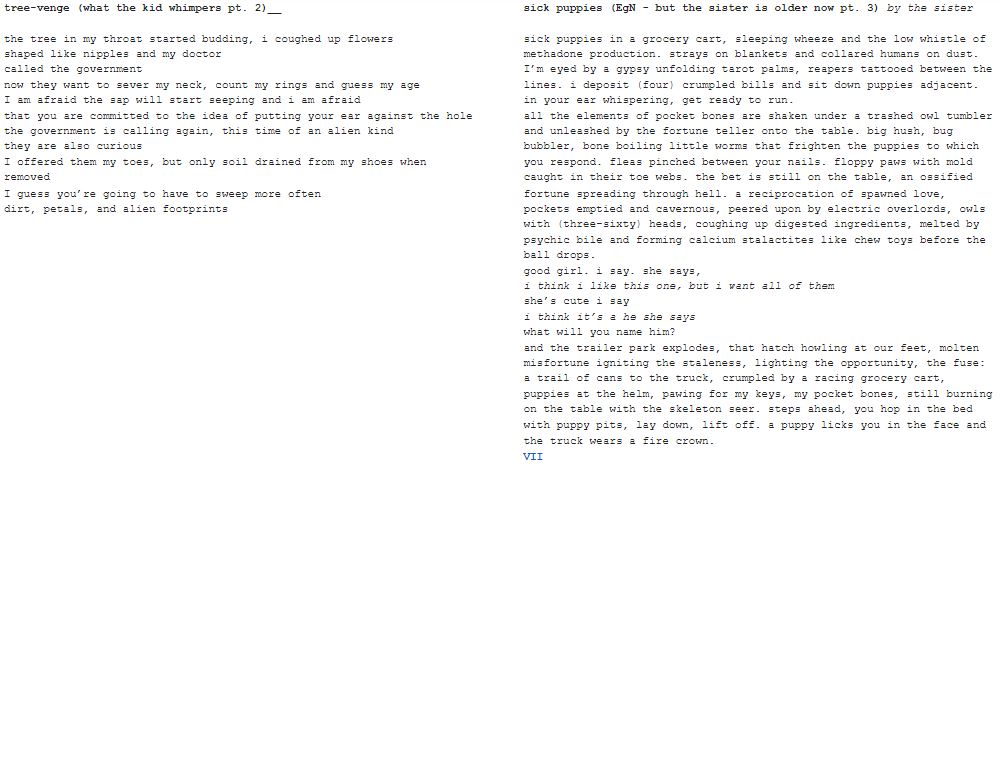 tree-venge (what the kid whimpers pt. 2)__
the tree in my throat started budding, i coughed up flowers
shaped like nipples and my doctor
called the government
now they want to sever my neck, count my rings and guess my age
I am afraid the sap will start seeping and i am afraid
that you are committed to the idea of putting your ear against the hole
the government is calling again, this time of an alien kind
they are also curious
I offered them my toes, but only soil drained from my shoes when
removed
I guess you’re going to have to sweep more often
dirt, petals, and alien footprints
sick puppies (EgN - but the sister is older now pt. 3) by the sister
sick puppies in a grocery cart, sleeping wheeze and the low whistle of
methadone production. strays on blankets and collared humans on dust.
I’m eyed by a gypsy unfolding tarot palms, reapers tattooed between the
lines. i deposit (four) crumpled bills and sit down puppies adjacent.
in your ear whispering, get ready to run.
all the elements of pocket bones are shaken under a trashed owl tumbler
and unleashed by the fortune teller onto the table. big hush, bug
bubbler, bone boiling little worms that frighten the puppies to which
you respond. fleas pinched between your nails. floppy paws with mold
caught in their toe webs. the bet is still on the table, an ossified
fortune spreading through hell. a reciprocation of spawned love,
pockets emptied and cavernous, peered upon by electric overlords, owls
with (three-sixty) heads, coughing up digested ingredients, melted by
psychic bile and forming calcium stalactites like chew toys before the
ball drops.
good girl. i say. she says,
i think i like this one, but i want all of them
she’s cute i say
i think it’s a he she says
what will you name him?
and the trailer park explodes, that hatch howling at our feet, molten
misfortune igniting the staleness, lighting the opportunity, the fuse:
a trail of cans to the truck, crumpled by a racing grocery cart,
puppies at the helm, pawing for my keys, my pocket bones, still burning
on the table with the skeleton seer. steps ahead, you hop in the bed
with puppy pits, lay down, lift off. a puppy licks you in the face and
the truck wears a fire crown.
VII